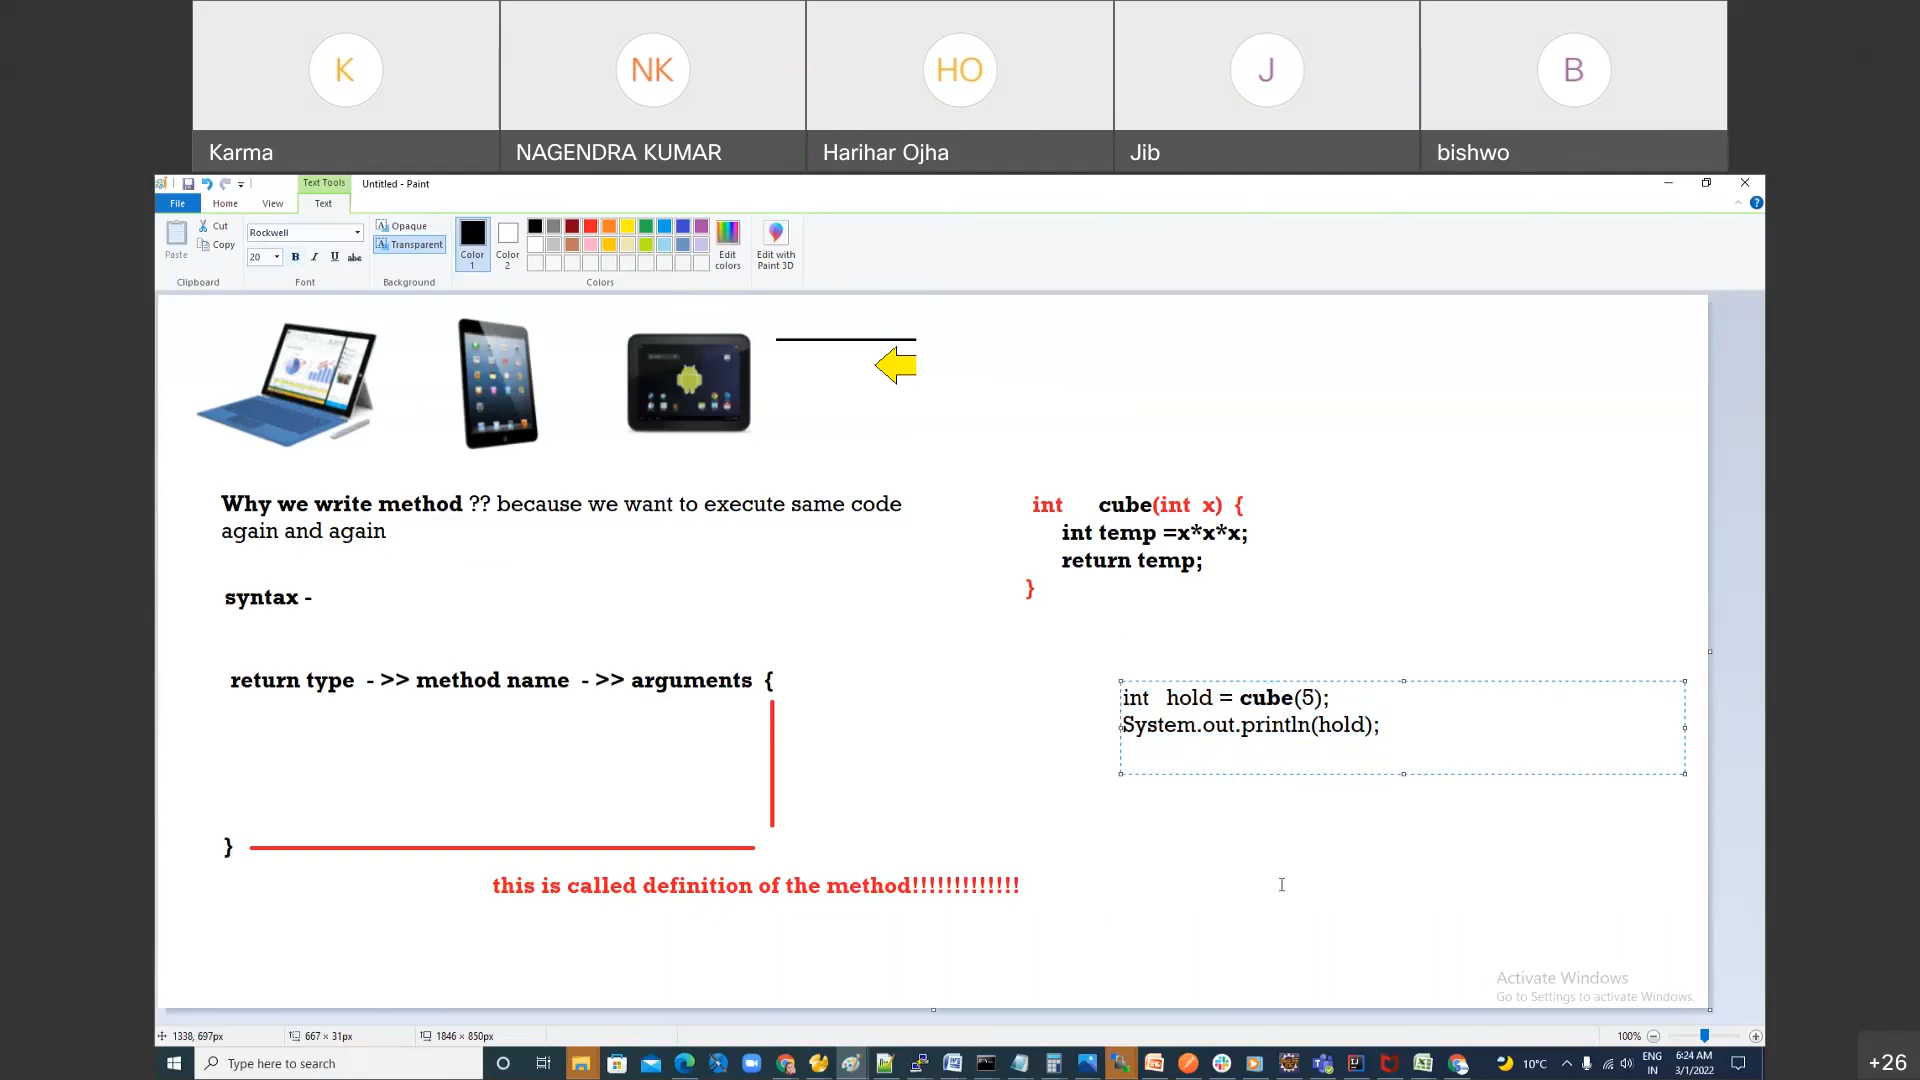 K
NK
HO
J
B
Karma
NAGENDRA KUMAR
Harihar Ojha
Jib
bishwo
Text Tools
Untitled - Paint
File
Home
View
Text
Paste
Cut
Copy
Clipboard
Rockwell
20
B I U abc
Font
A Opaque
A Transparent
Background
Color 1
Color 2
Edit colors
Colors
Edit with Paint 3D
Why we write method ?? because we want to execute same code
again and again
syntax -
return type - >> method name - >> arguments {
}
this is called definition of the method!!!!!!!!!!!!!
int cube(int x) {
int temp =x*x*x;
return temp;
}
int hold = cube(5);
System.out.println(hold);
Activate Windows
Go to Settings to activate Windows.
1338, 697px
667 × 31px
1846 × 850px
100%
Type here to search
10°C
ENG
IN
6:24 AM
3/1/2022
+26